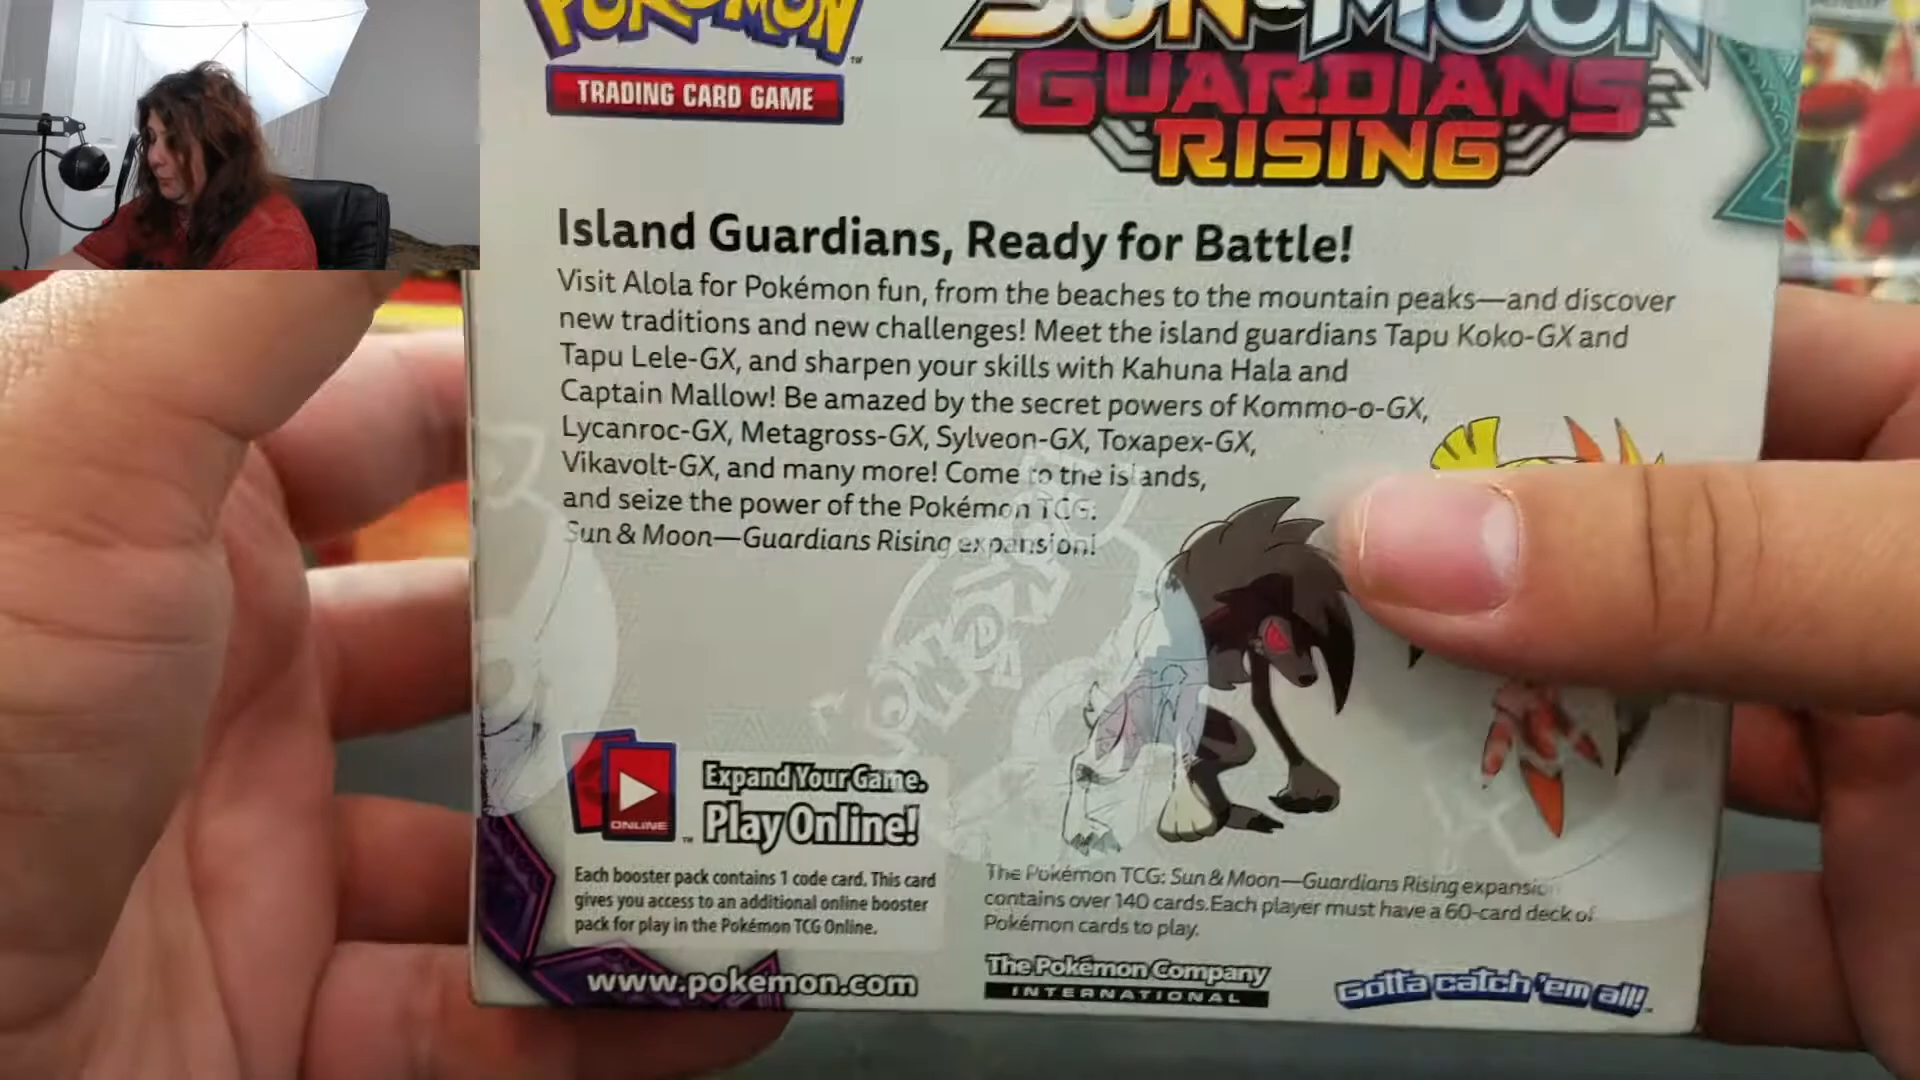 POKÉMON
TRADING CARD GAME
SUN & MOON
GUARDIANS
RISING
Island Guardians, Ready for Battle!
Visit Alola for Pokémon fun, from the beaches to the mountain peaks—and discover
new traditions and new challenges! Meet the island guardians Tapu Koko-GX and
Tapu Lele-GX, and sharpen your skills with Kahuna Hala and
Captain Mallow! Be amazed by the secret powers of Kommo-o-GX,
Lycanroc-GX, Metagross-GX, Sylveon-GX, Toxapex-GX,
Vikavolt-GX, and many more! Come to the islands,
and seize the power of the Pokémon TCG:
Sun & Moon—Guardians Rising expansion!
ONLINE
Expand Your Game.
Play Online!
Each booster pack contains 1 code card. This card
gives you access to an additional online booster
pack for play in the Pokémon TCG Online.
www.pokemon.com
The Pokémon TCG: Sun & Moon—Guardians Rising expansion
contains over 140 cards. Each player must have a 60-card deck of
Pokémon cards to play.
The Pokémon Company
INTERNATIONAL
Gotta catch 'em all!